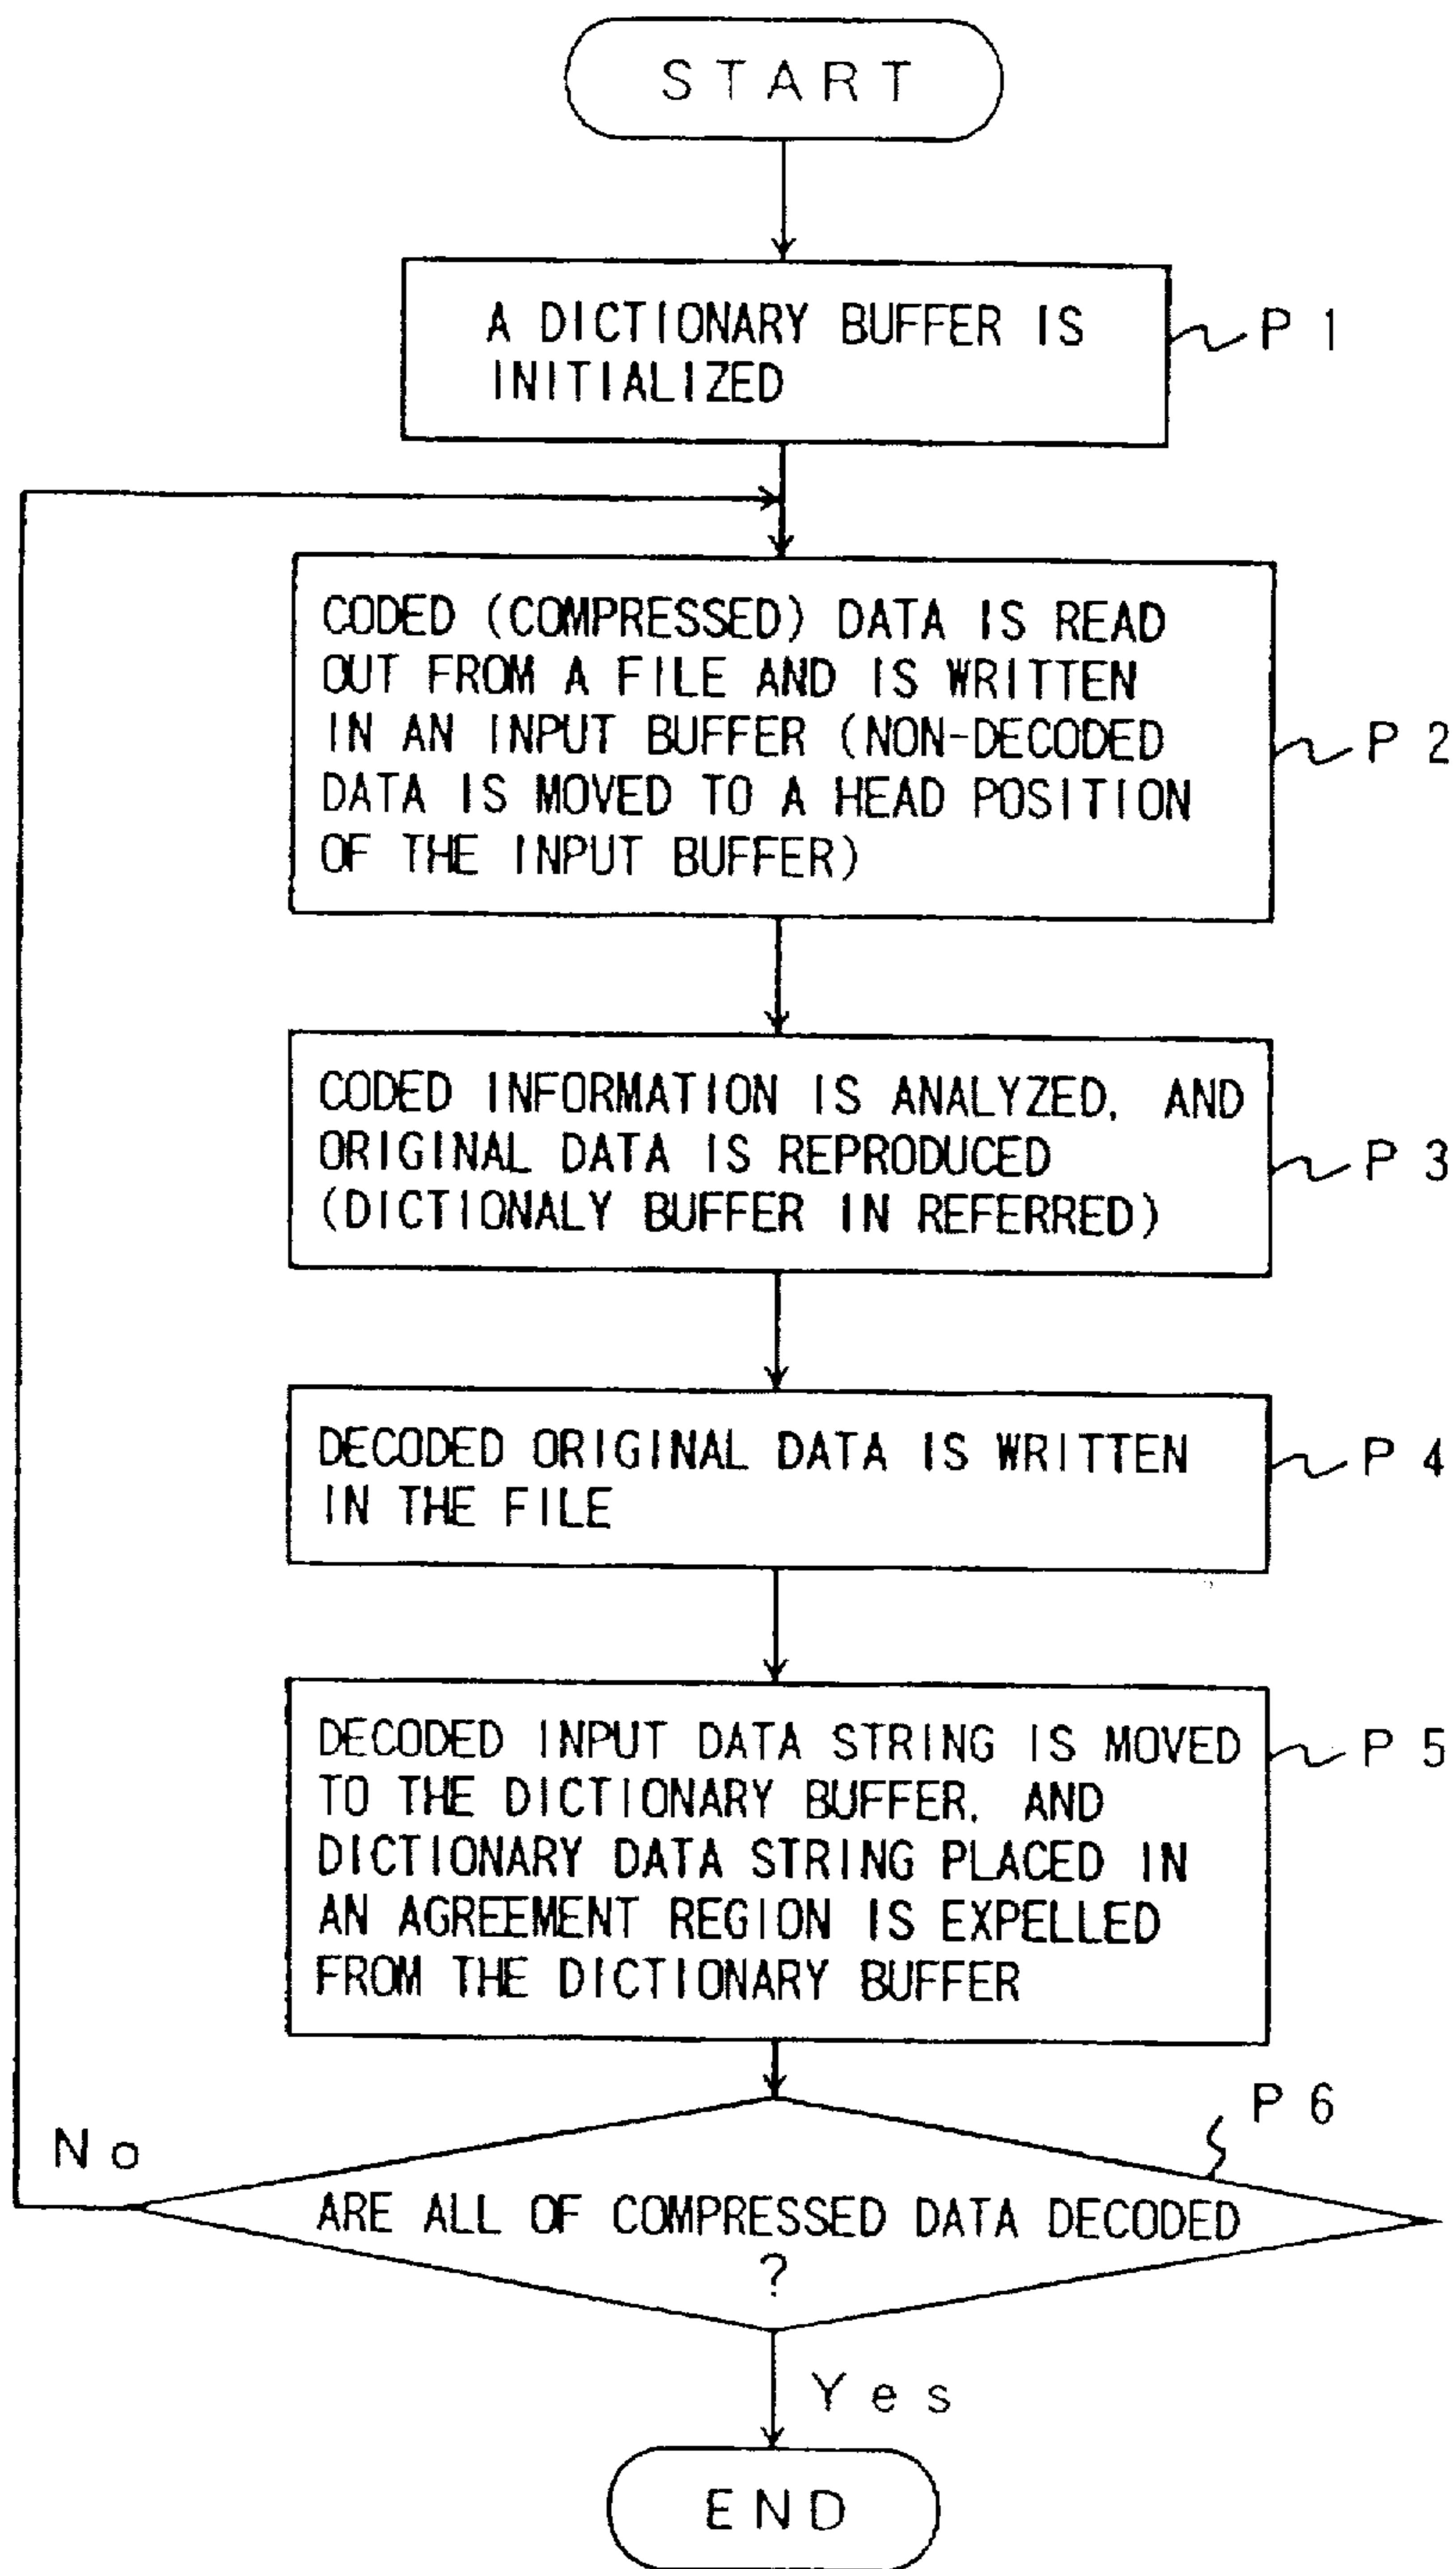 START
A DICTIONARY BUFFER IS
INITIALIZED
P 1
CODED (COMPRESSED) DATA IS READ
OUT FROM A FILE AND IS WRITTEN
IN AN INPUT BUFFER (NON-DECODED
DATA IS MOVED TO A HEAD POSITION
OF THE INPUT BUFFER)
P 2
CODED INFORMATION IS ANALYZED, AND
ORIGINAL DATA IS REPRODUCED
(DICTIONALY BUFFER IN REFERRED)
P 3
DECODED ORIGINAL DATA IS WRITTEN
IN THE FILE
P 4
DECODED INPUT DATA STRING IS MOVED
TO THE DICTIONARY BUFFER, AND
DICTIONARY DATA STRING PLACED IN
AN AGREEMENT REGION IS EXPELLED
FROM THE DICTIONARY BUFFER
P 5
P 6
No
ARE ALL OF COMPRESSED DATA DECODED
?
Yes
END